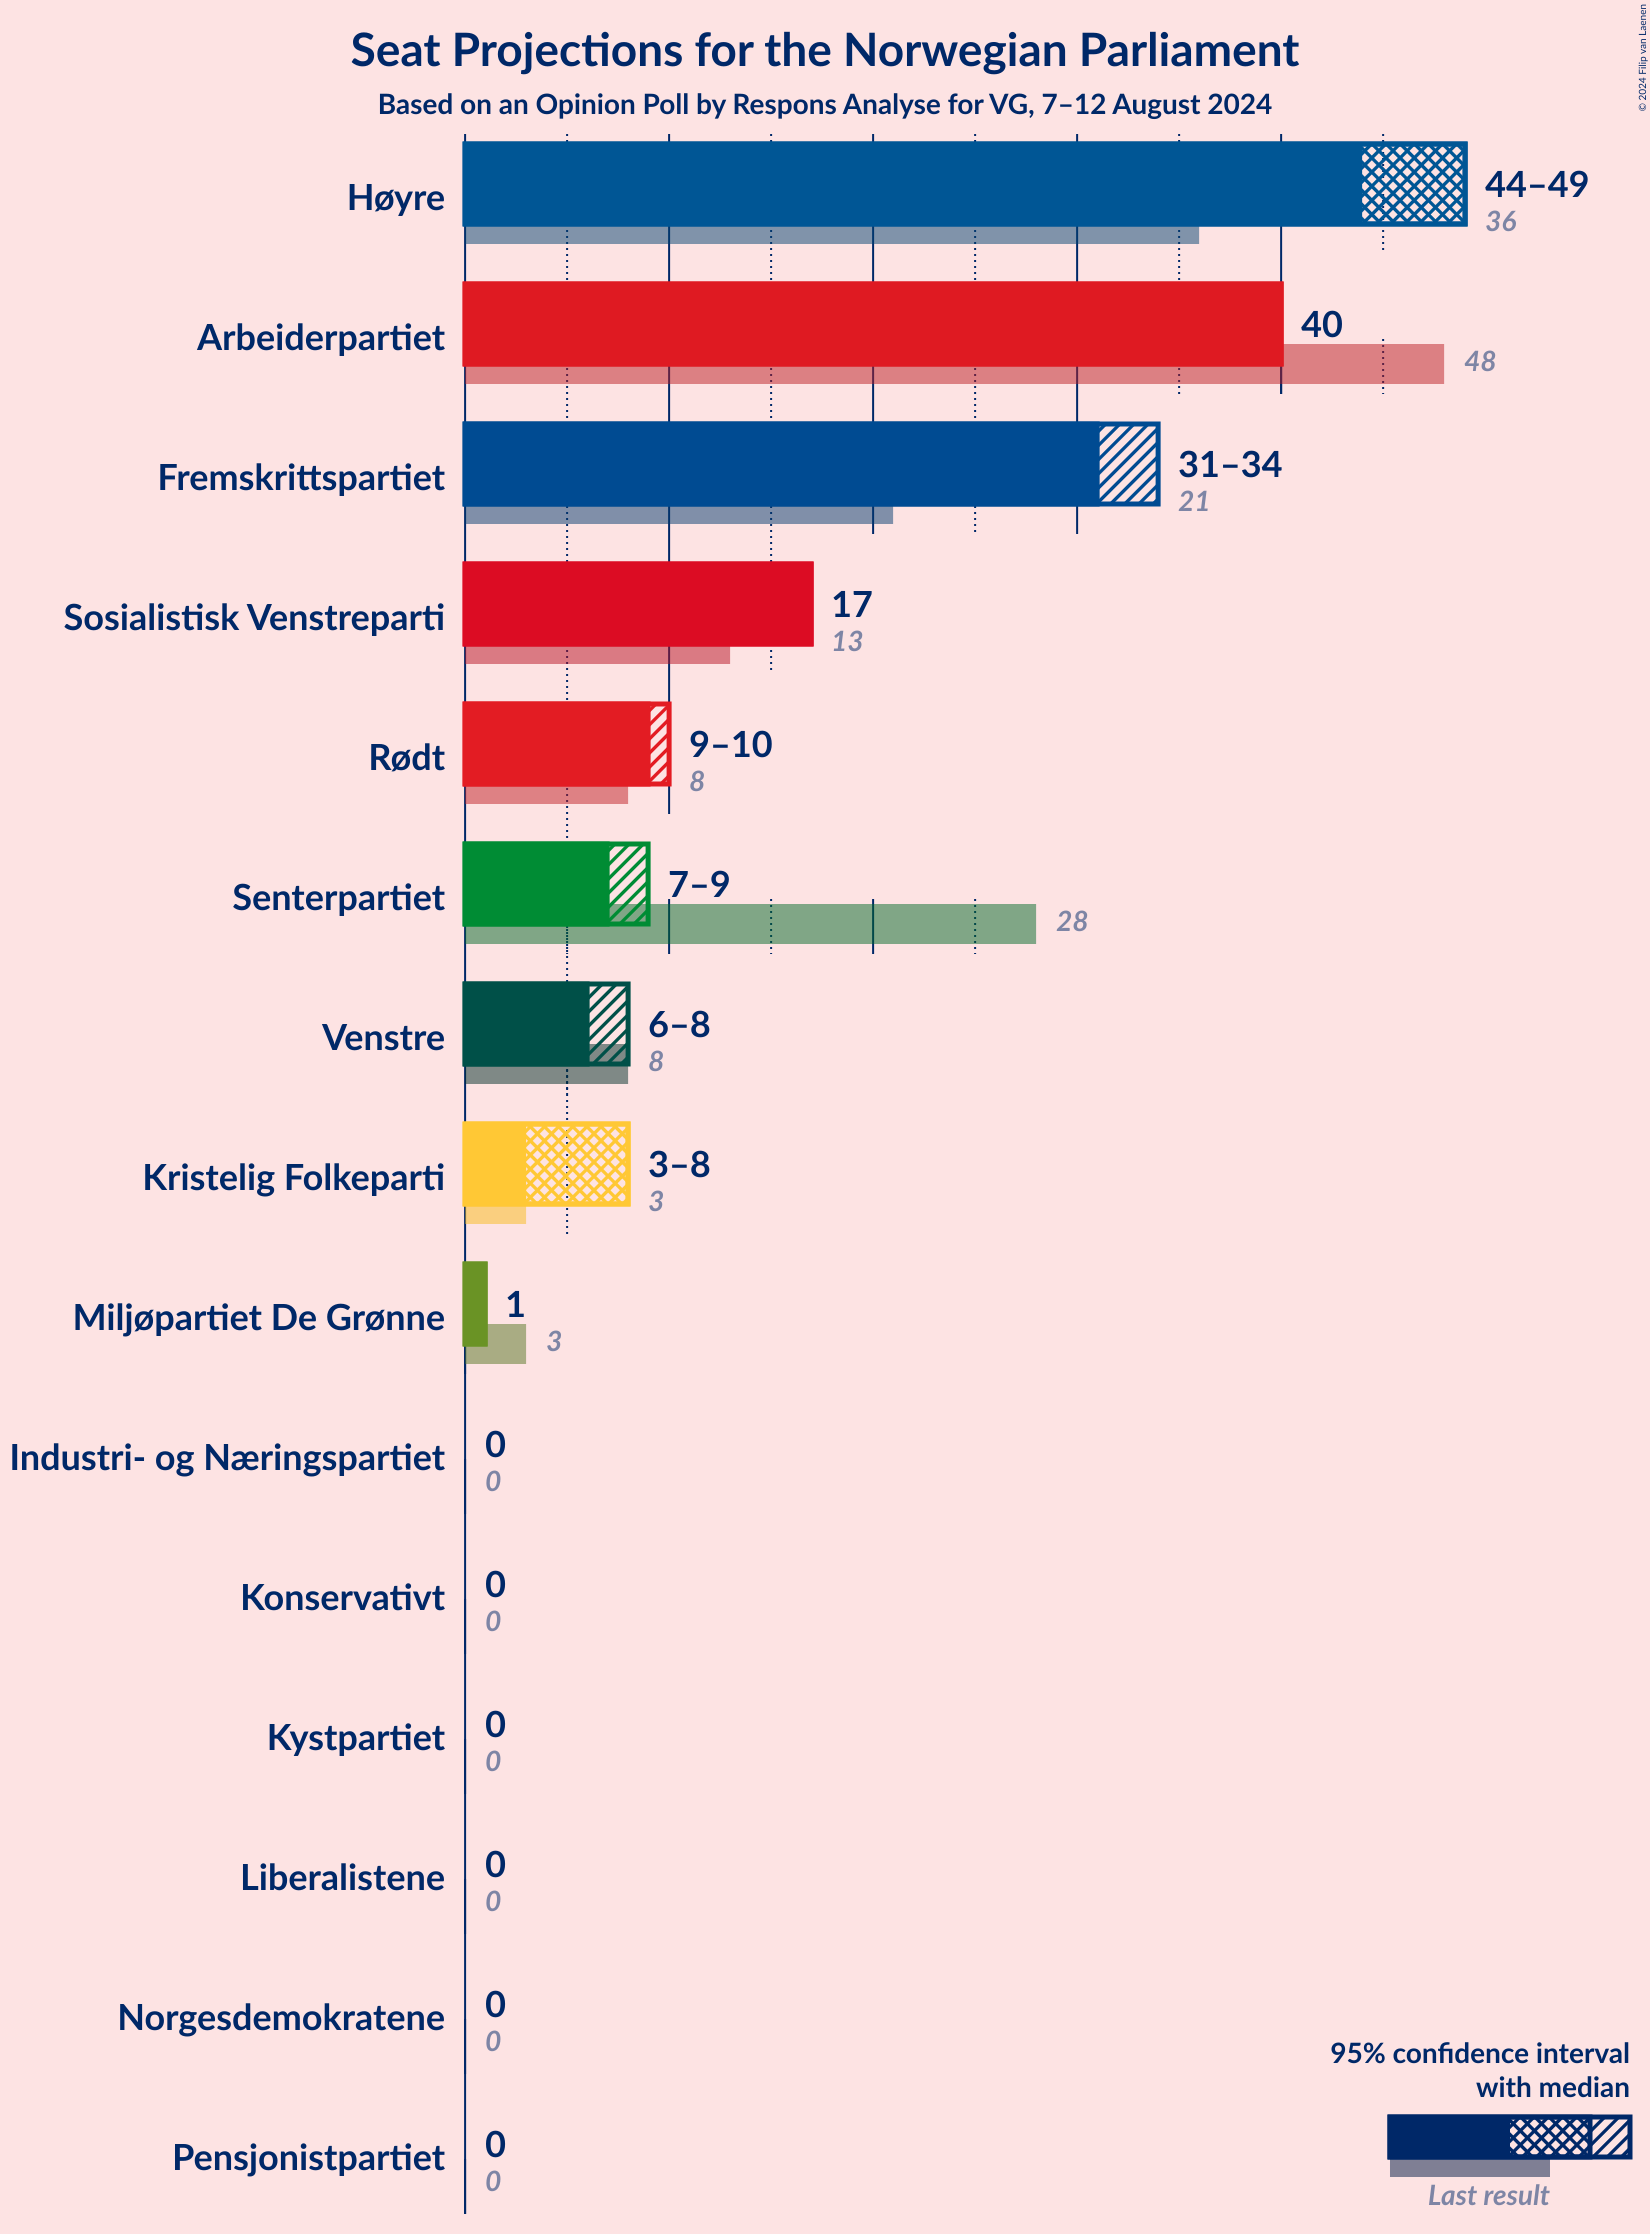 Seat Projections for the Norwegian Parliament
Based on an Opinion Poll by Respons Analyse for VG, 7–12 August 2024
© 2024 Filip van Laenen
Høyre
44–49
36
Arbeiderpartiet
40
48
Fremskrittspartiet
31–34
21
Sosialistisk Venstreparti
17
13
Rødt
9–10
8
Senterpartiet
7–9
28
Venstre
6–8
8
Kristelig Folkeparti
3–8
3
Miljøpartiet De Grønne
1
3
Industri- og Næringspartiet
0
0
Konservativt
0
0
Kystpartiet
0
0
Liberalistene
0
0
Norgesdemokratene
0
0
Pensjonistpartiet
0
0
95% confidence interval
with median
Last result